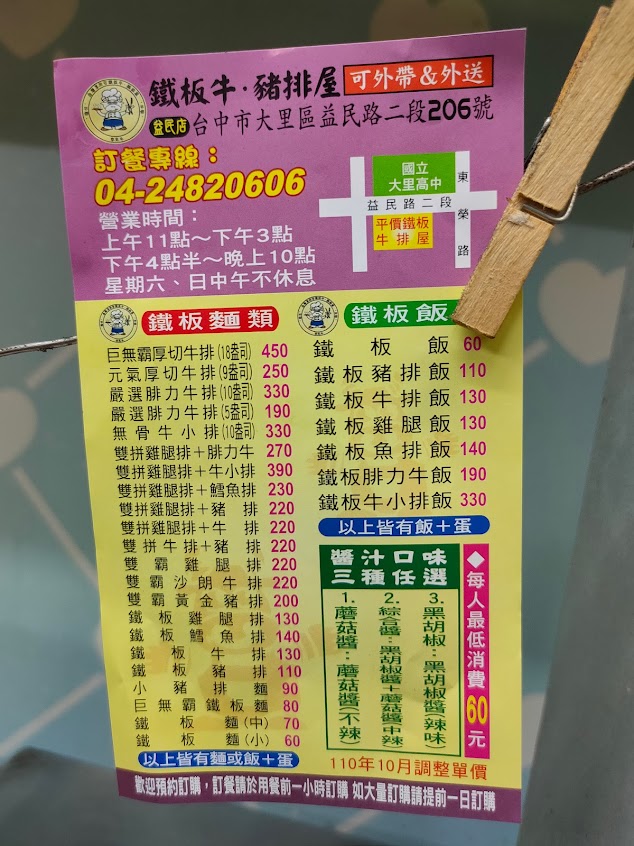 鐵板牛·豬排屋
可外帶&外送
益民店 台中市大里區益民路二段206號
訂餐專線：
04-24820606
營業時間：
上午11點～下午3點
下午4點半～晚上10點
星期六、日中午不休息
國立
大里高中
益民路二段
平價鐵板
牛排屋
東榮路
鐵板麵類
巨無霸厚切牛排(18盎司) 450
元氣厚切牛排(9盎司) 250
嚴選腓力牛排(10盎司) 330
嚴選腓力牛排(5盎司) 190
無骨牛小排(10盎司) 330
雙拼雞腿排＋腓力牛 270
雙拼雞腿排＋牛小排 390
雙拼雞腿排＋鱈魚排 230
雙拼雞腿排＋豬排 220
雙拼雞腿排＋牛排 220
雙拼牛排＋豬排 220
雙霸雞腿排 220
雙霸沙朗牛排 220
雙霸黃金豬排 200
鐵板雞腿排 130
鐵板鱈魚排 140
鐵板牛排 130
鐵板豬排 110
小豬排麵 90
巨無霸鐵板麵 80
鐵板麵(中) 70
鐵板麵(小) 60
以上皆有麵或飯＋蛋
鐵板飯
鐵板飯 60
鐵板豬排飯 110
鐵板牛排飯 130
鐵板雞腿飯 130
鐵板魚排飯 140
鐵板腓力牛飯 190
鐵板牛小排飯 330
以上皆有飯＋蛋
醬汁口味
三種任選
1. 蘑菇醬：蘑菇醬(不辣)
2. 綜合醬：黑胡椒醬＋蘑菇醬中辣
3. 黑胡椒：黑胡椒醬(辣味)
◆每人最低消費60元
110年10月調整單價
歡迎預約訂購，訂餐請於用餐前一小時訂購 如大量訂購請提前一日訂購